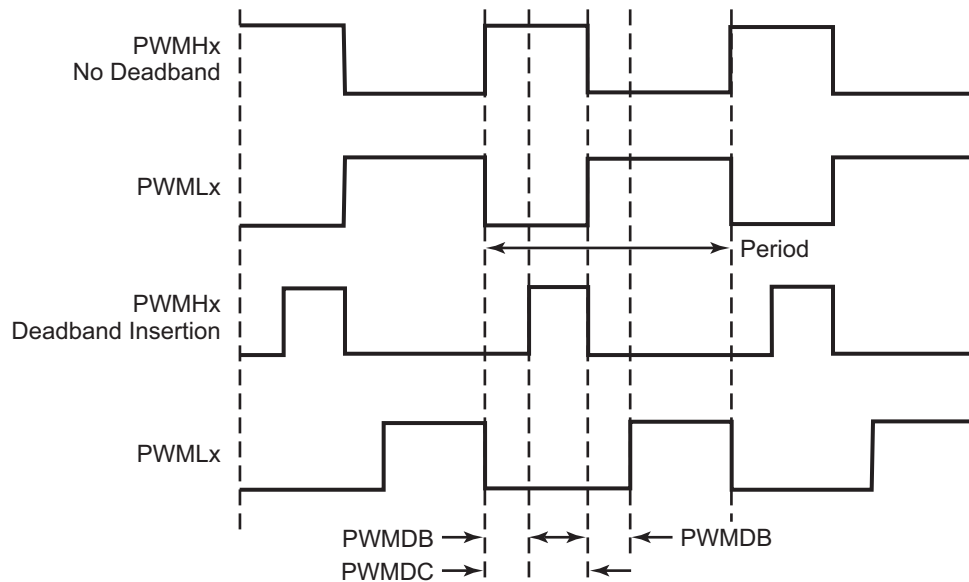 PWMHx
No Deadband
PWMLx
Period
PWMHx
Deadband Insertion
PWMLx
PWMDB
PWMDB
PWMDC